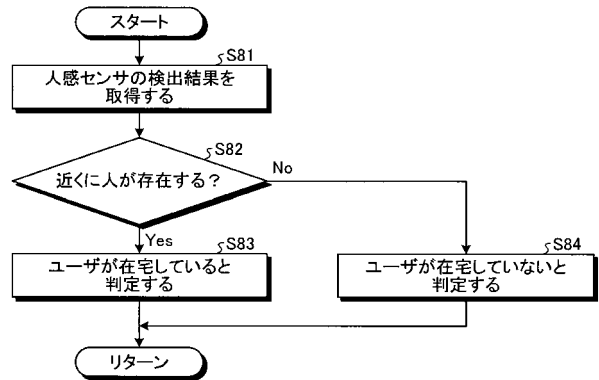 スタート
S81
人感センサの検出結果を
取得する
S82
近くに人が存在する？
No
Yes
S83
ユーザが在宅していると
判定する
S84
ユーザが在宅していないと
判定する
リターン